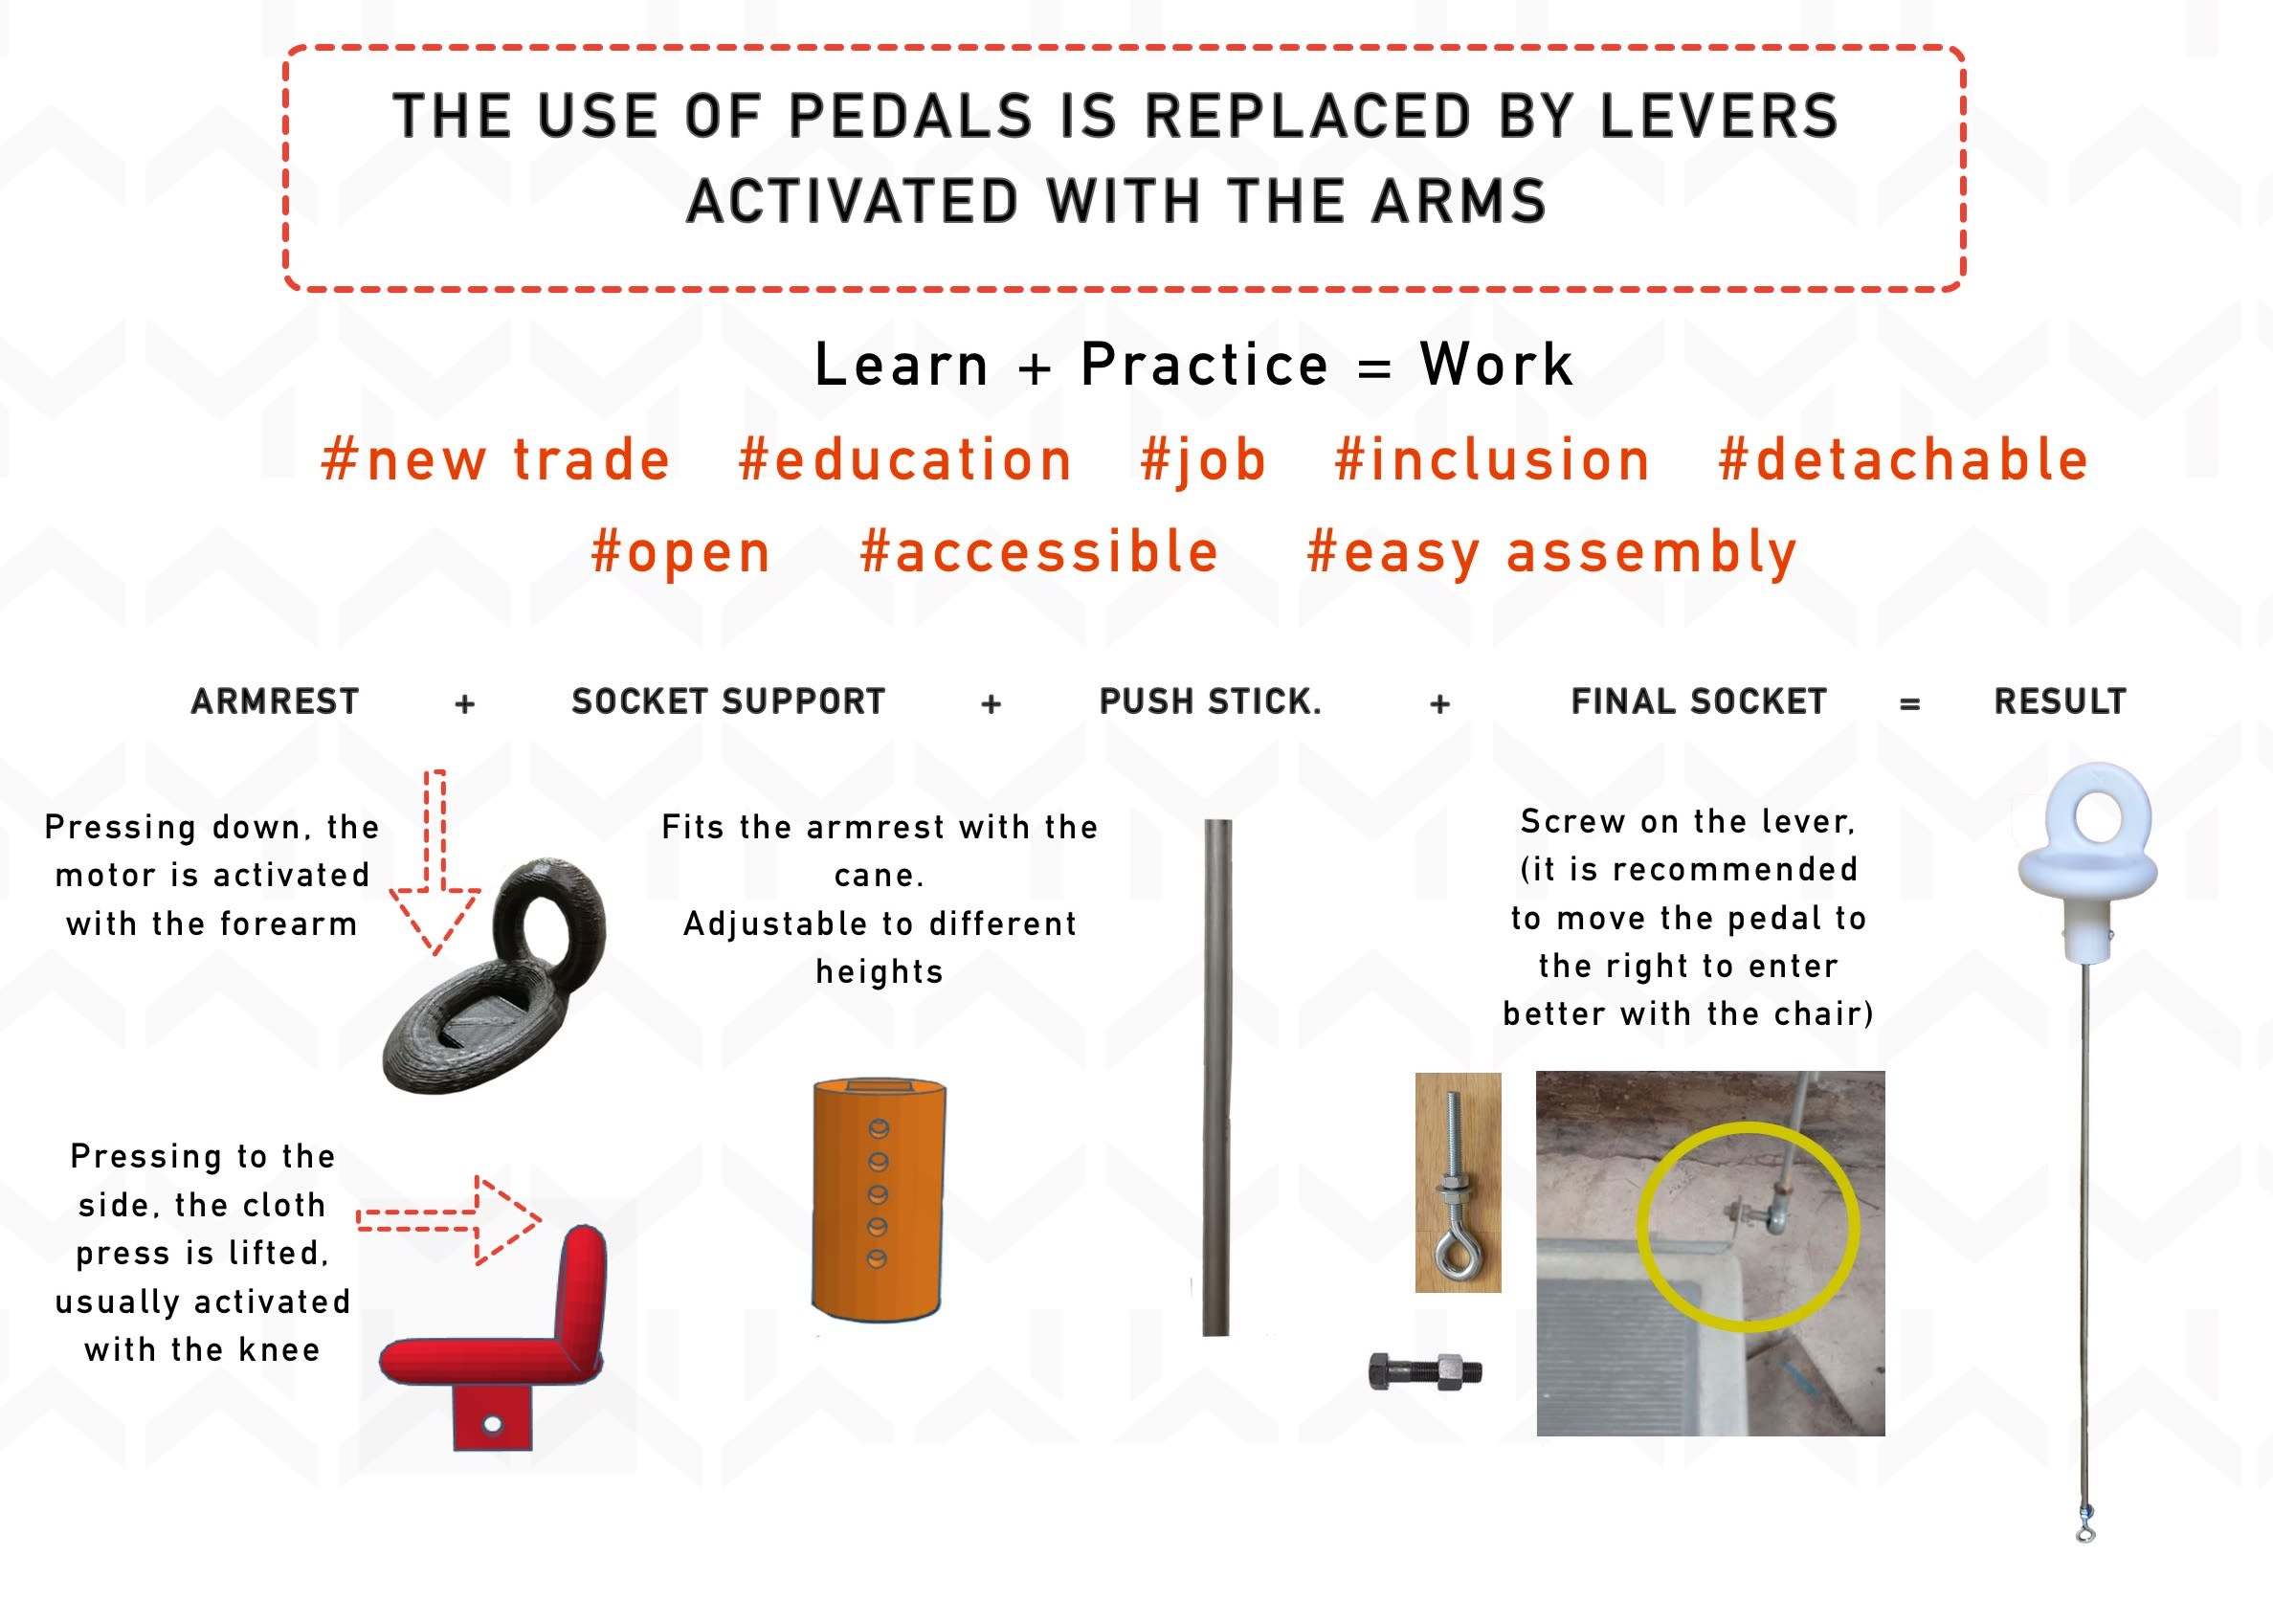 THE USE OF PEDALS IS REPLACED BY LEVERS
ACTIVATED WITH THE ARMS
Learn + Practice = Work
#new trade #education #job #inclusion #detachable
#open #accessible #easy assembly
ARMREST + SOCKET SUPPORT + PUSH STICK. + FINAL SOCKET = RESULT
Pressing down, the
motor is activated
with the forearm
Pressing to the
side, the cloth
press is lifted,
usually activated
with the knee
Fits the armrest with the
cane.
Adjustable to different
heights
Screw on the lever,
(it is recommended
to move the pedal to
the right to enter
better with the chair)